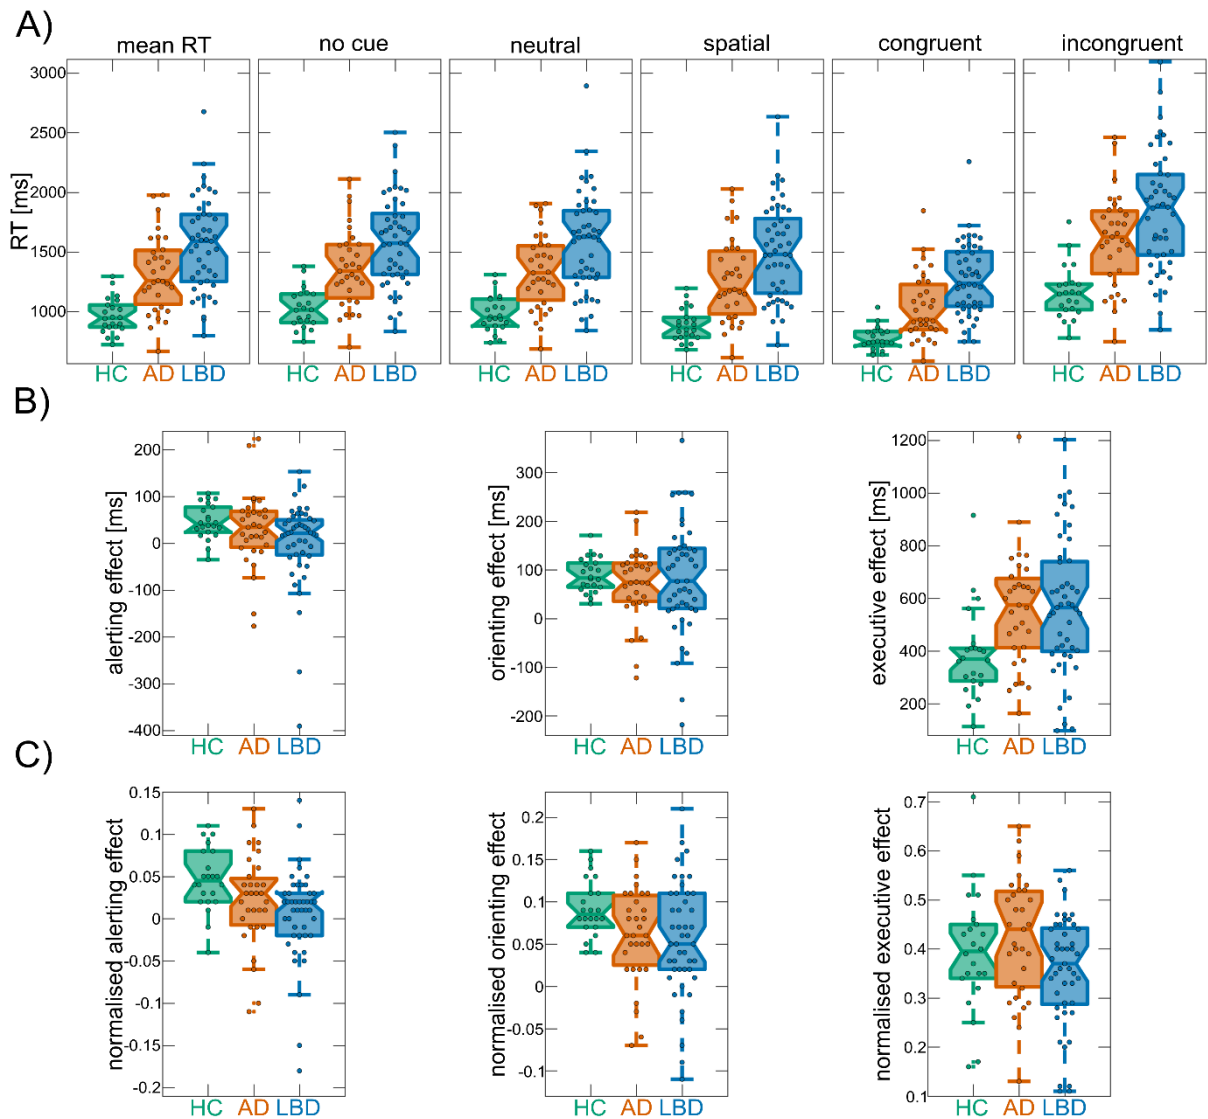 A)
mean RT no cue neutral spatial congruent incongruent
RT [ms]
3000
2500
2000
1500
1000
HC AD LBD HC AD LBD HC AD LBD HC AD LBD HC AD LBD HC AD LBD
B)
alerting effect [ms]
200
100
0
-100
-200
-300
-400
HC AD LBD
orienting effect [ms]
300
200
100
0
-100
-200
HC AD LBD
executive effect [ms]
1200
1000
800
600
400
200
HC AD LBD
C)
normalised alerting effect
0.15
0.1
0.05
0
-0.05
-0.1
-0.15
-0.2
HC AD LBD
normalised orienting effect
0.2
0.15
0.1
0.05
0
-0.05
-0.1
HC AD LBD
normalised executive effect
0.7
0.6
0.5
0.4
0.3
0.2
0.1
HC AD LBD